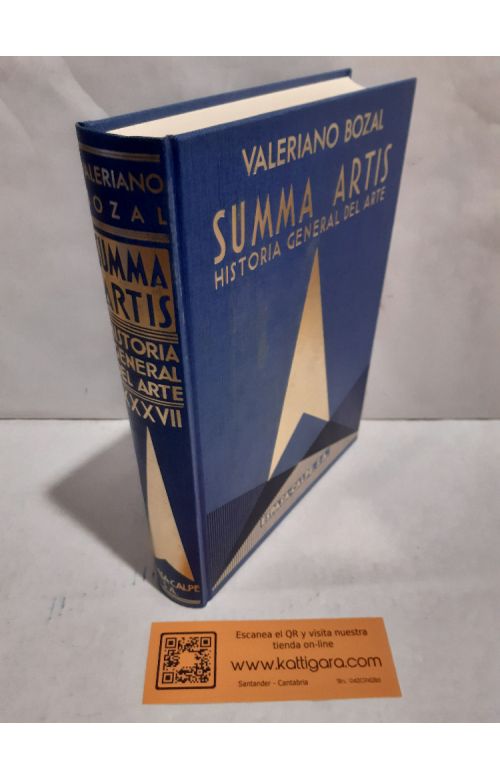 VALERIANO BOZAL
SUMMA ARTIS
HISTORIA GENERAL DEL ARTE
VALERIANO
BOZAL
SUMMA
ARTIS
HISTORIA
GENERAL
DEL ARTE
XXXVII
Escanea el QR y visita nuestra
tienda on-line
www.kattigara.com
Santander - Cantabria